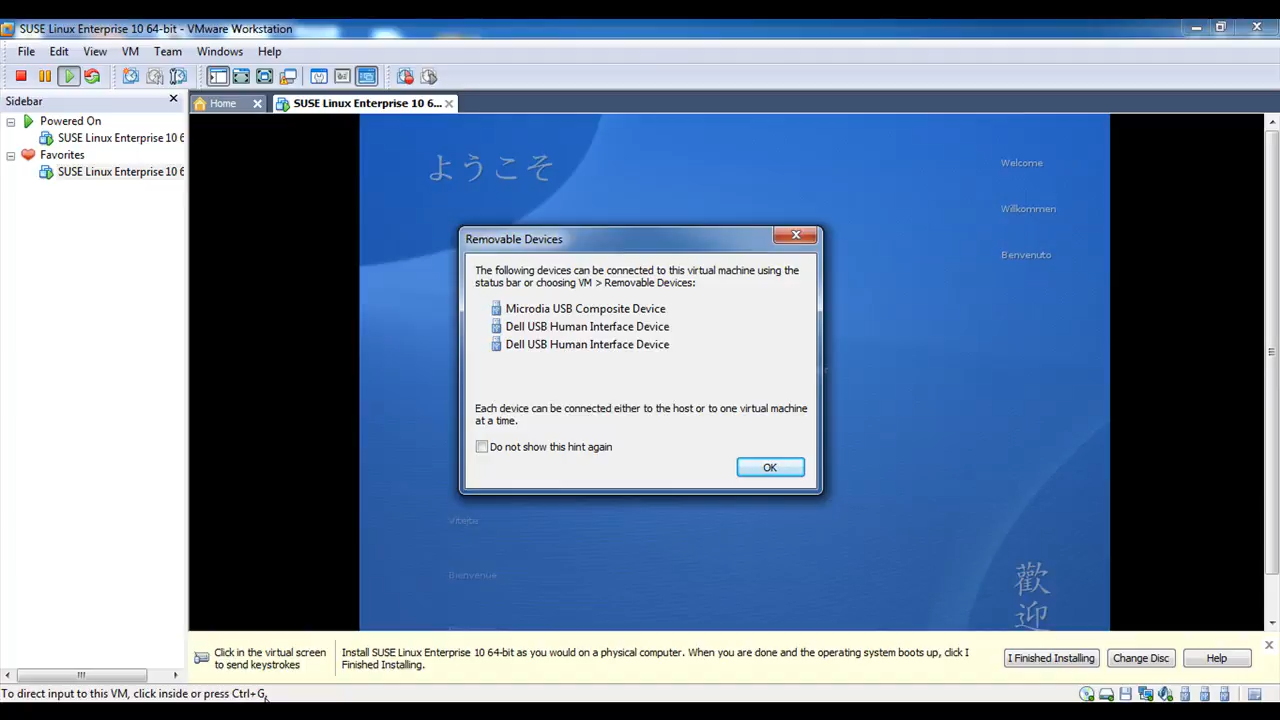 SUSE Linux Enterprise 10 64-bit - VMware Workstation
File Edit View VM Team Windows Help
Sidebar
Home
SUSE Linux Enterprise 10 6...
Powered On
SUSE Linux Enterprise 10 6
Favorites
SUSE Linux Enterprise 10 6
ようこそ
Welcome
Willkommen
Benvenuto
Removable Devices
The following devices can be connected to this virtual machine using the
status bar or choosing VM > Removable Devices:
Microdia USB Composite Device
Dell USB Human Interface Device
Dell USB Human Interface Device
Each device can be connected either to the host or to one virtual machine
at a time.
Do not show this hint again
OK
Bienvenue
歡
迎
Click in the virtual screen
to send keystrokes
Install SUSE Linux Enterprise 10 64-bit as you would on a physical computer. When you are done and the operating system boots up, click I
Finished Installing.
I Finished Installing
Change Disc
Help
To direct input to this VM, click inside or press Ctrl+G.